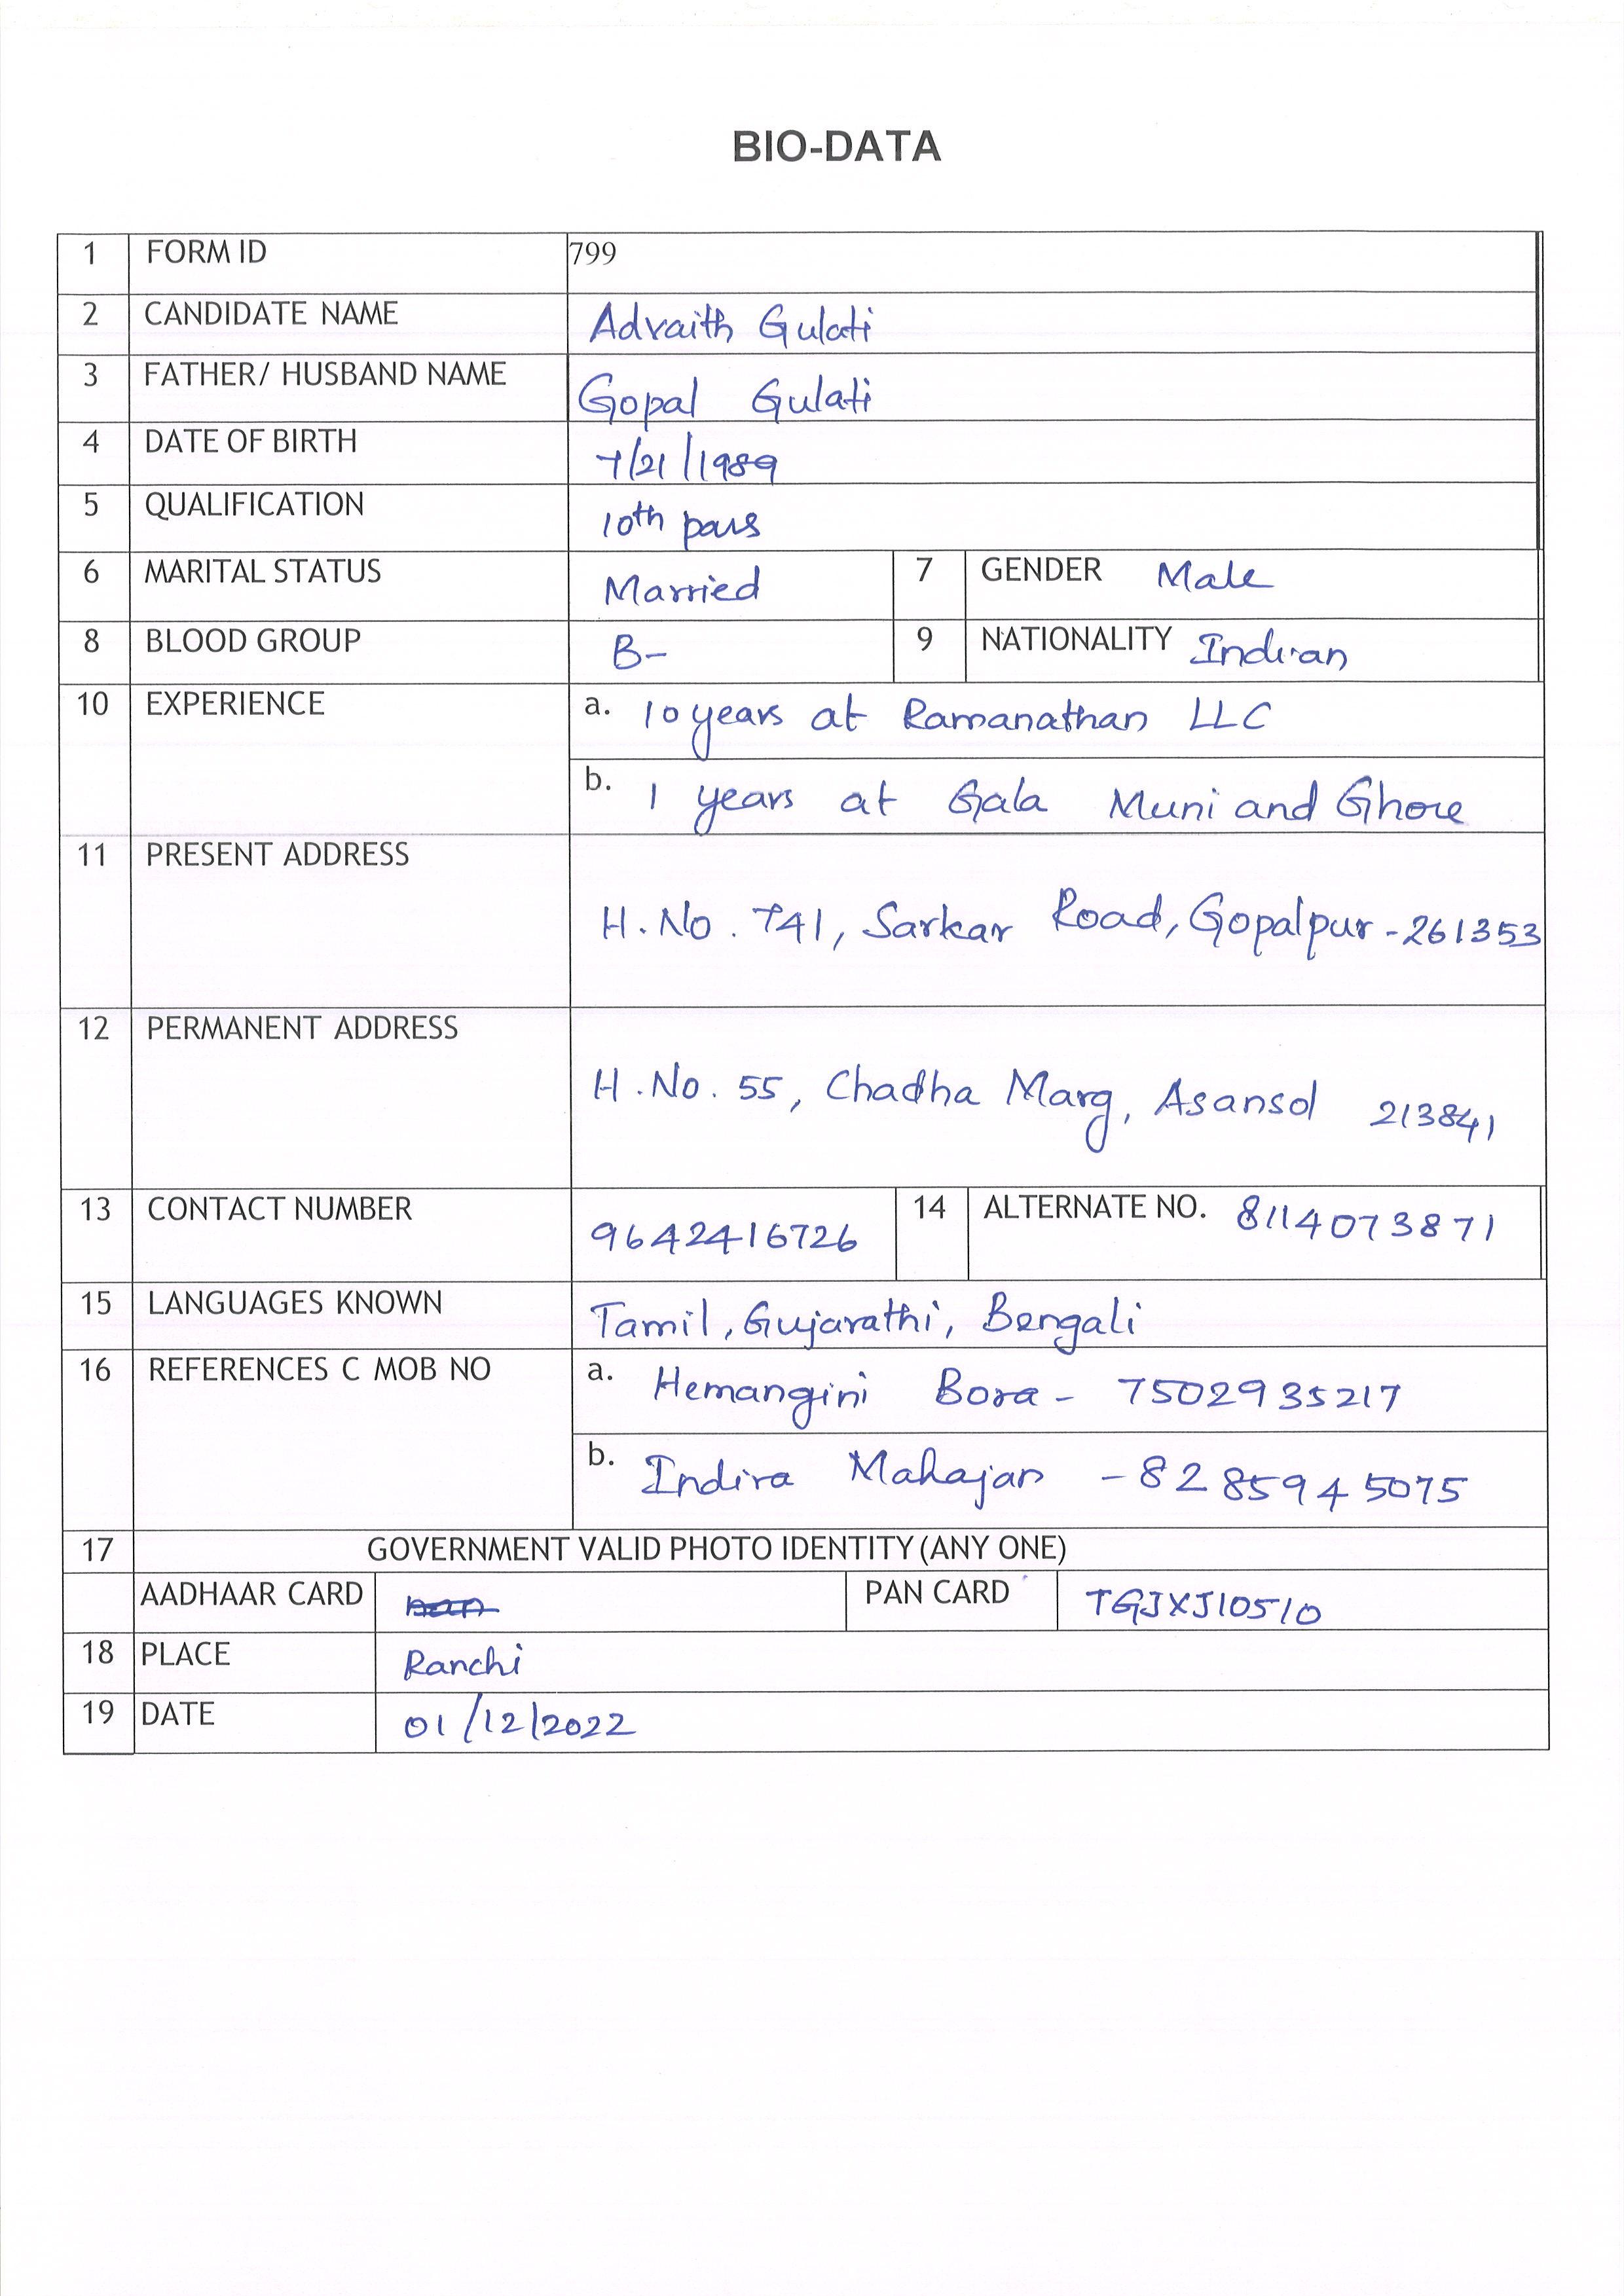 BIO-DATA
1 FORM ID 799
2 CANDIDATE NAME Advaith Gulati
3 FATHER/ HUSBAND NAME Gopal Gulati
4 DATE OF BIRTH 7/21/1989
5 QUALIFICATION 10th pass
6 MARITAL STATUS Married 7 GENDER Male
8 BLOOD GROUP B- 9 NATIONALITY Indian
10 EXPERIENCE a. 10 years at Ramanathan LLC
b. 1 years at Gala Muni and Ghore
11 PRESENT ADDRESS
H.No. 741, Sarkar Road, Gopalpur - 261353
12 PERMANENT ADDRESS
H.No. 55, Chadha Marg, Asansol 213841
13 CONTACT NUMBER 9642416726 14 ALTERNATE NO. 8114073871
15 LANGUAGES KNOWN Tamil, Gujarathi, Bengali
16 REFERENCES C MOB NO a. Hemangini Bora - 7502935217
b. Indira Mahajan - 8285945075
17 GOVERNMENT VALID PHOTO IDENTITY (ANY ONE)
AADHAAR CARD PAN CARD TGJXJ10510
18 PLACE Ranchi
19 DATE 01/12/2022